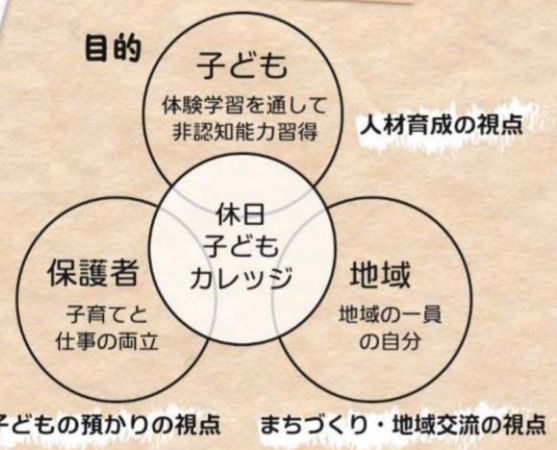 目的
子ども
体験学習を通して
非認知能力習得
人材育成の視点
休日
子ども
カレッジ
保護者
子育てと
仕事の両立
地域
地域の一員
の自分
子どもの預かりの視点
まちづくり・地域交流の視点